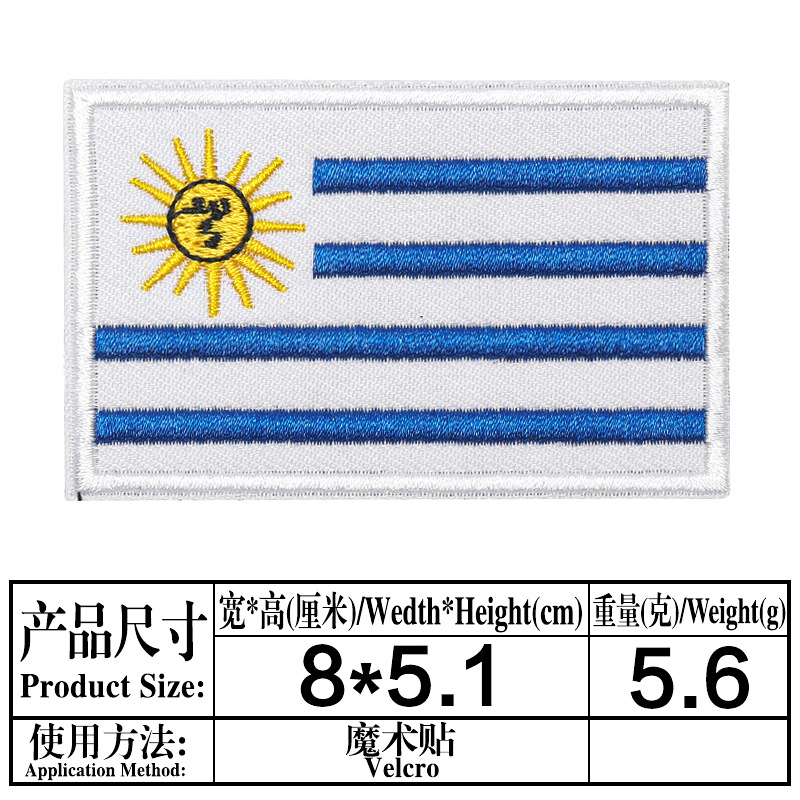 产品尺寸
Product Size:
宽*高(厘米)/Wedth*Height(cm)
重量(克)/Weight(g)
8*5.1
5.6
使用方法:
Application Method:
魔术贴
Velcro